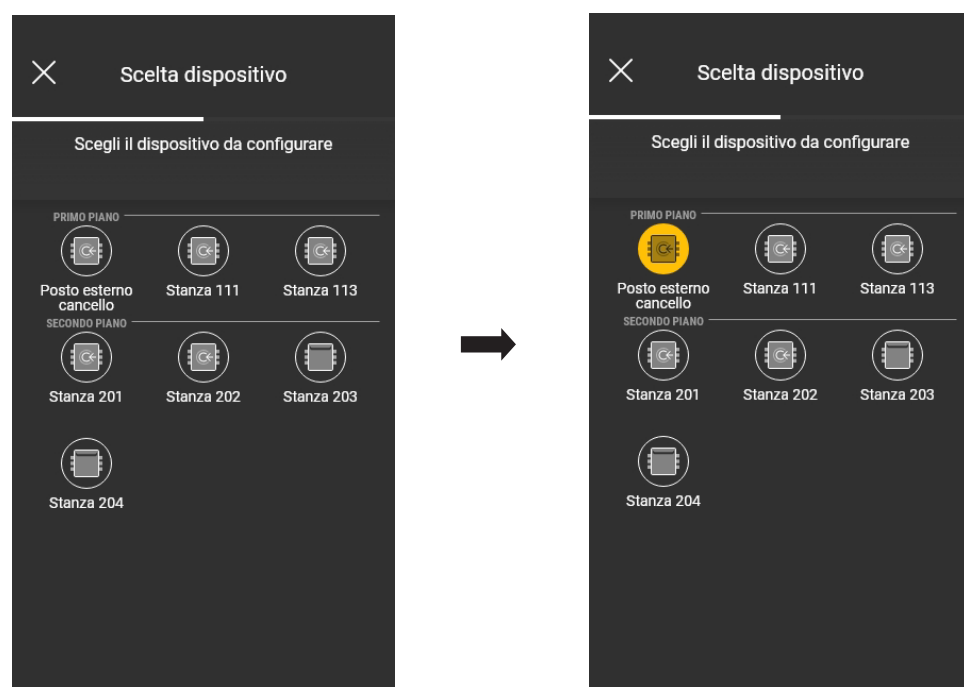 Scelta dispositivo
Scegli il dispositivo da configurare
PRIMO PIANO
Posto esterno
cancello
Stanza 111
Stanza 113
SECONDO PIANO
Stanza 201
Stanza 202
Stanza 203
Stanza 204
Scelta dispositivo
Scegli il dispositivo da configurare
PRIMO PIANO
Posto esterno
cancello
Stanza 111
Stanza 113
SECONDO PIANO
Stanza 201
Stanza 202
Stanza 203
Stanza 204